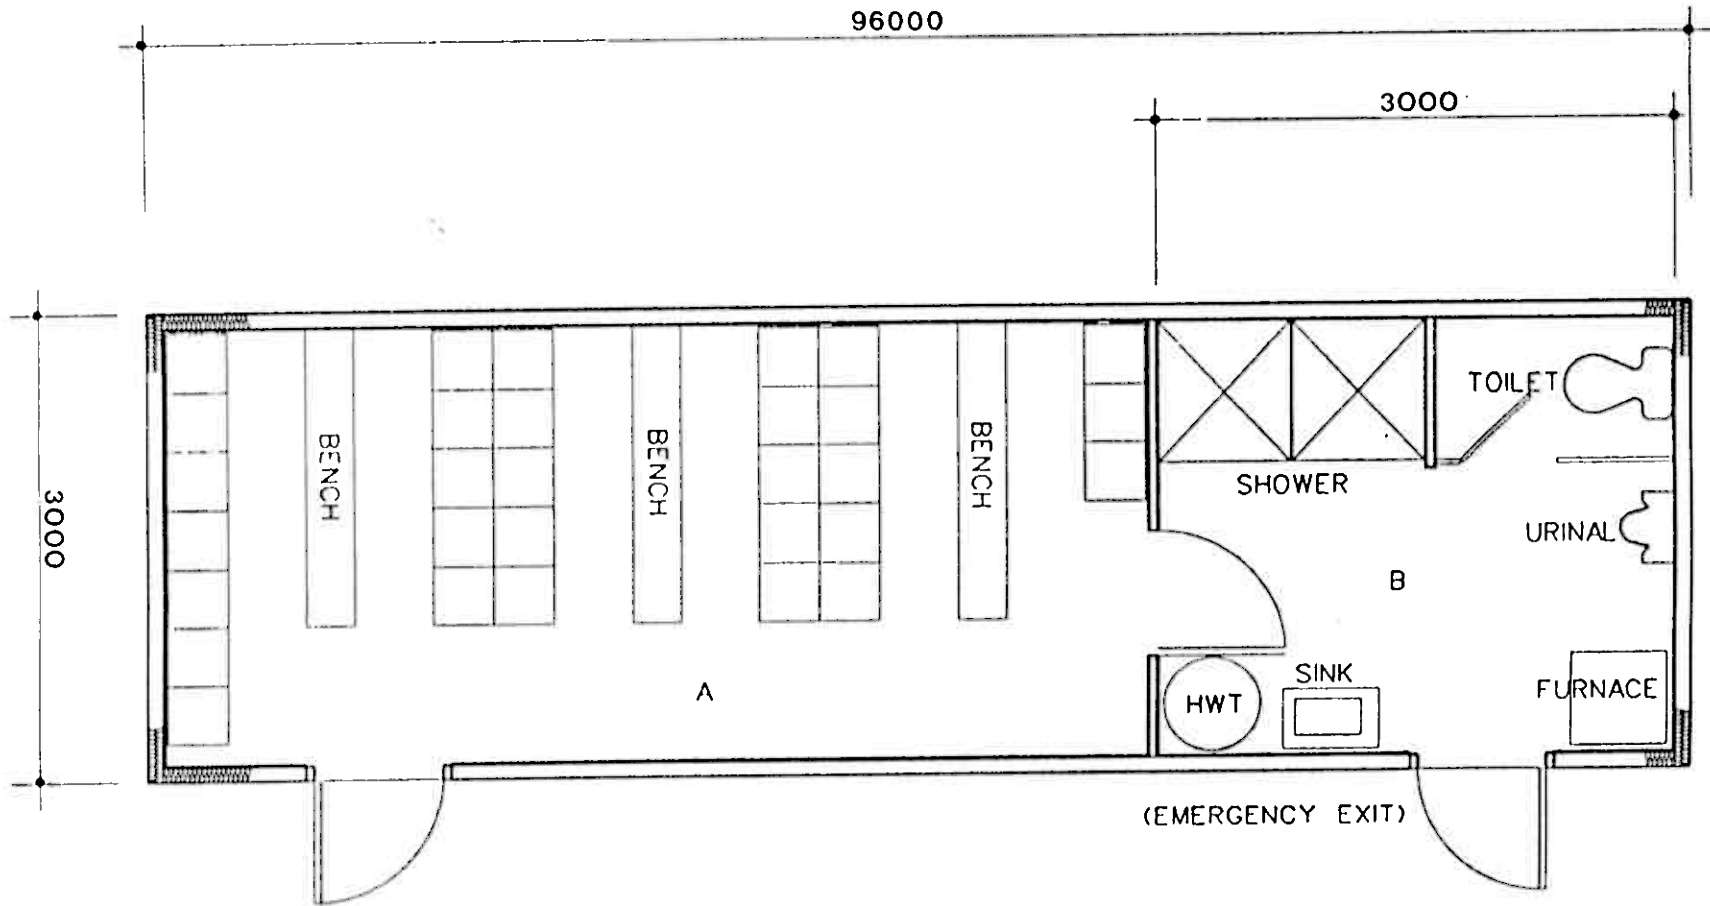 96000
3000
3000
BENCH
BENCH
BENCH
TOILET
SHOWER
URINAL
B
A
SINK
HWT
FURNACE
(EMERGENCY EXIT)